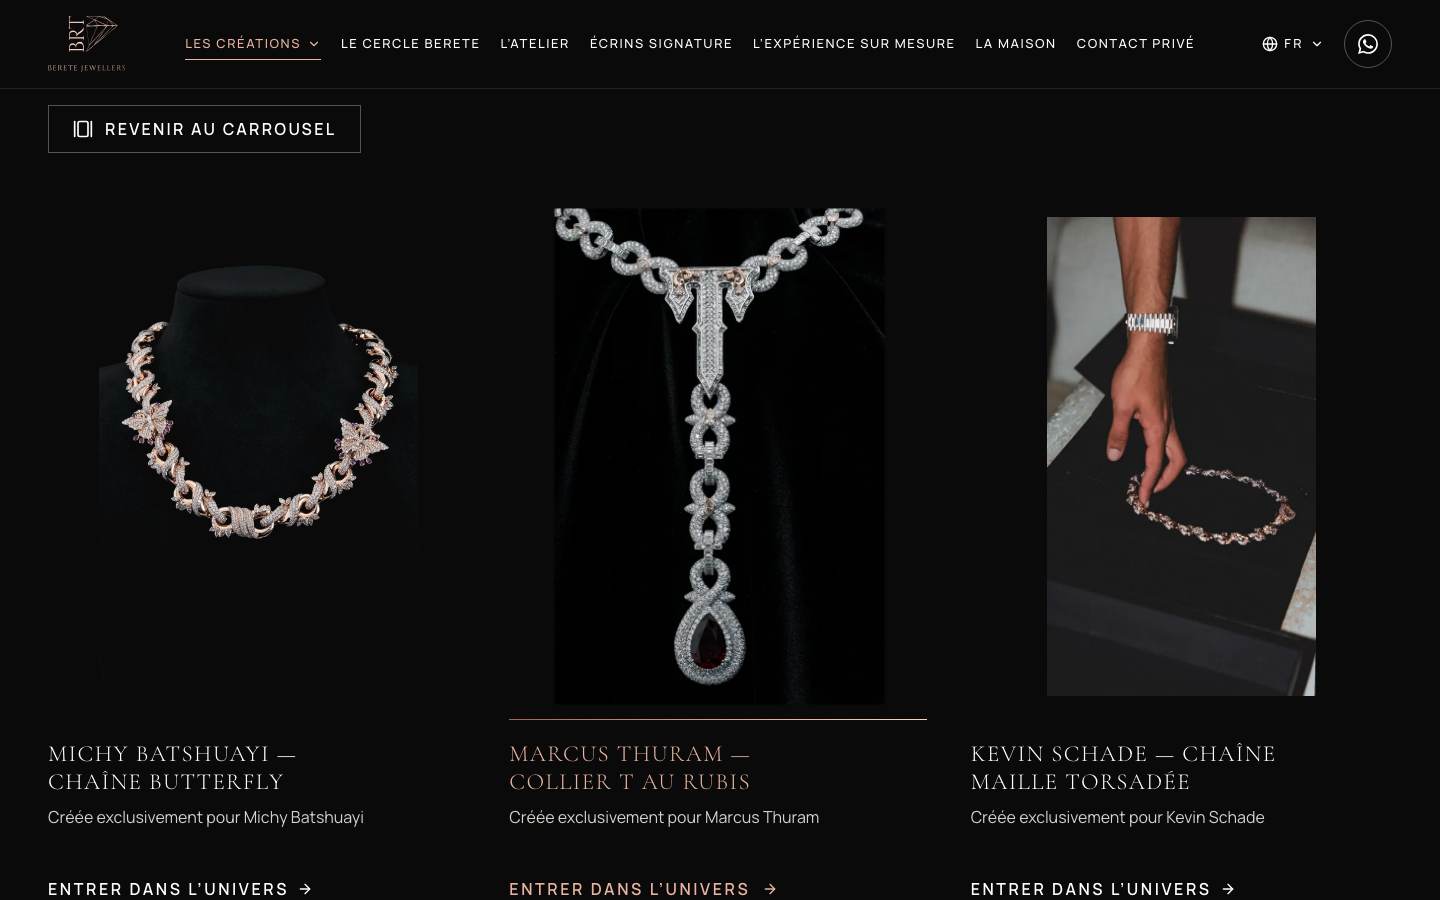 BRT
BERETE JEWELLERS
LES CRÉATIONS
LE CERCLE BERETE
L’ATELIER
ÉCRINS SIGNATURE
L’EXPÉRIENCE SUR MESURE
LA MAISON
CONTACT PRIVÉ
FR
REVENIR AU CARROUSEL
MICHY BATSHUAYI —
CHAÎNE BUTTERFLY
Créée exclusivement pour Michy Batshuayi
ENTRER DANS L’UNIVERS →
MARCUS THURAM —
COLLIER T AU RUBIS
Créée exclusivement pour Marcus Thuram
ENTRER DANS L’UNIVERS →
KEVIN SCHADE — CHAÎNE
MAILLE TORSADÉE
Créée exclusivement pour Kevin Schade
ENTRER DANS L’UNIVERS →